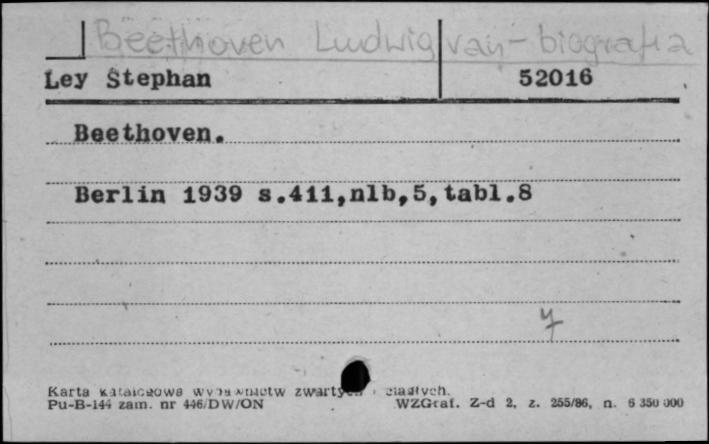 Beethoven Ludwig van - biografia
Ley Stephan 52016
Beethoven.
Berlin 1939 s.411,nlb,5,tabl.8
7
Karta katalogowa wydawnictw zwartych i ciągłych.
Pu-B-144 zam. nr 446/DW/ON WZGraf. Z-d 2, z. 255/86, n. 6 350 000